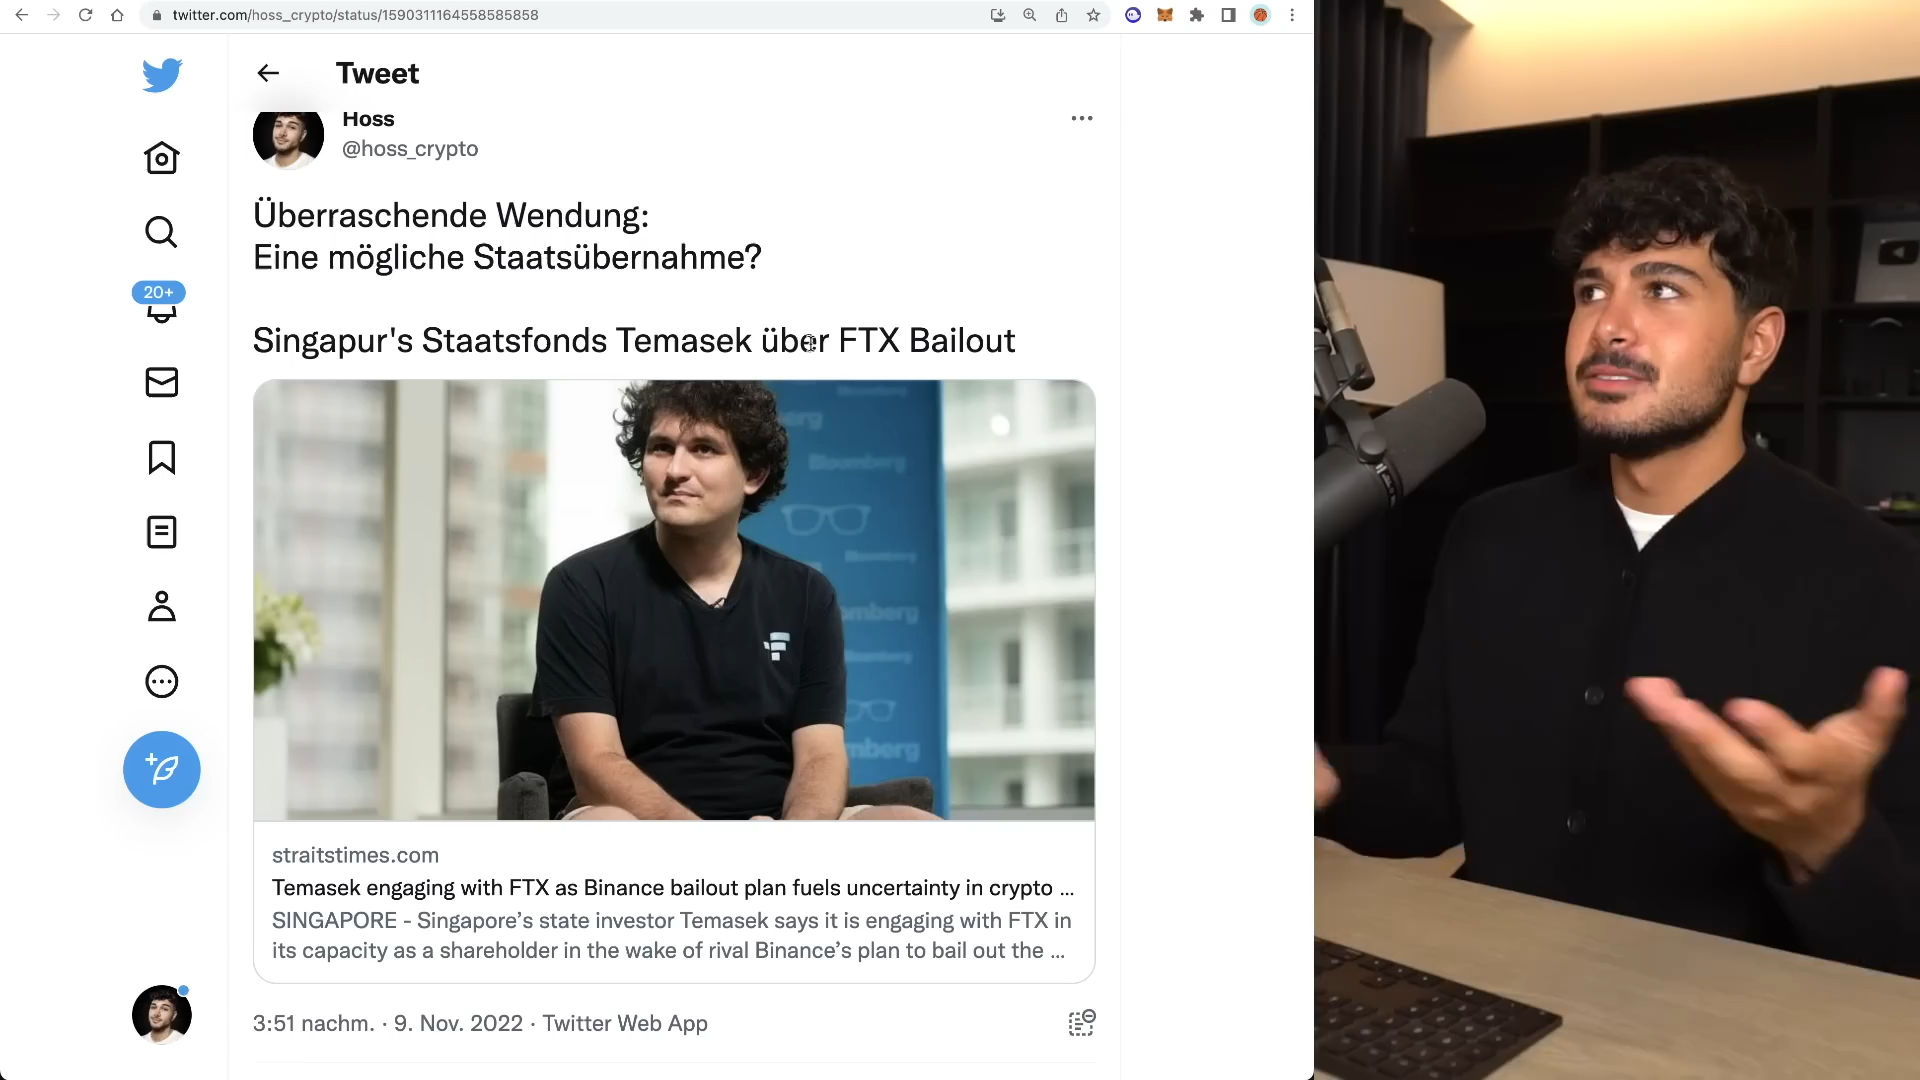 twitter.com/hoss_crypto/status/1590311164558585858
Tweet
Hoss
@hoss_crypto
20+
Überraschende Wendung:
Eine mögliche Staatsübernahme?
Singapur's Staatsfonds Temasek über FTX Bailout
Bloomberg
Bloomberg
straitstimes.com
Temasek engaging with FTX as Binance bailout plan fuels uncertainty in crypto ...
SINGAPORE - Singapore’s state investor Temasek says it is engaging with FTX in
its capacity as a shareholder in the wake of rival Binance’s plan to bail out the ...
3:51 nachm. · 9. Nov. 2022 · Twitter Web App